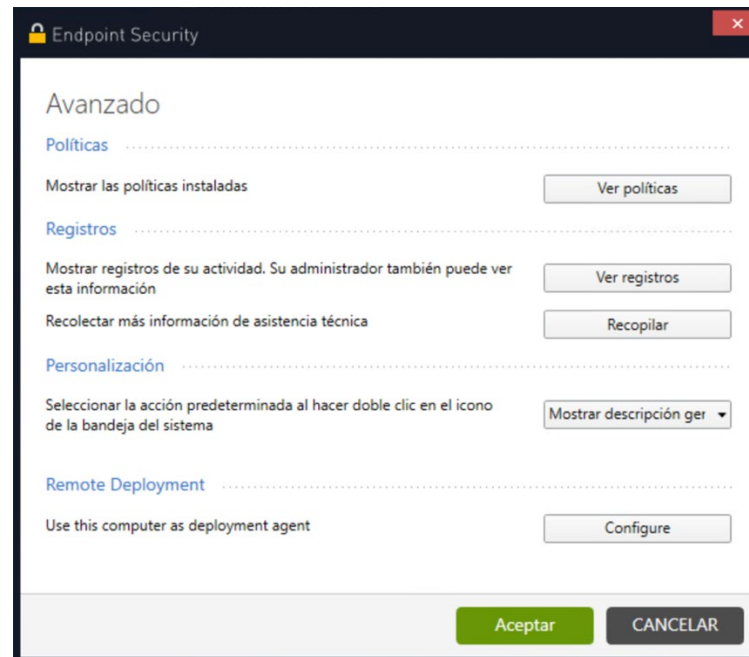 Endpoint Security
Avanzado
Políticas
Mostrar las políticas instaladas
Ver políticas
Registros
Mostrar registros de su actividad. Su administrador también puede ver
esta información
Ver registros
Recolectar más información de asistencia técnica
Recopilar
Personalización
Seleccionar la acción predeterminada al hacer doble clic en el icono
de la bandeja del sistema
Mostrar descripción ger
Remote Deployment
Use this computer as deployment agent
Configure
Aceptar
CANCELAR